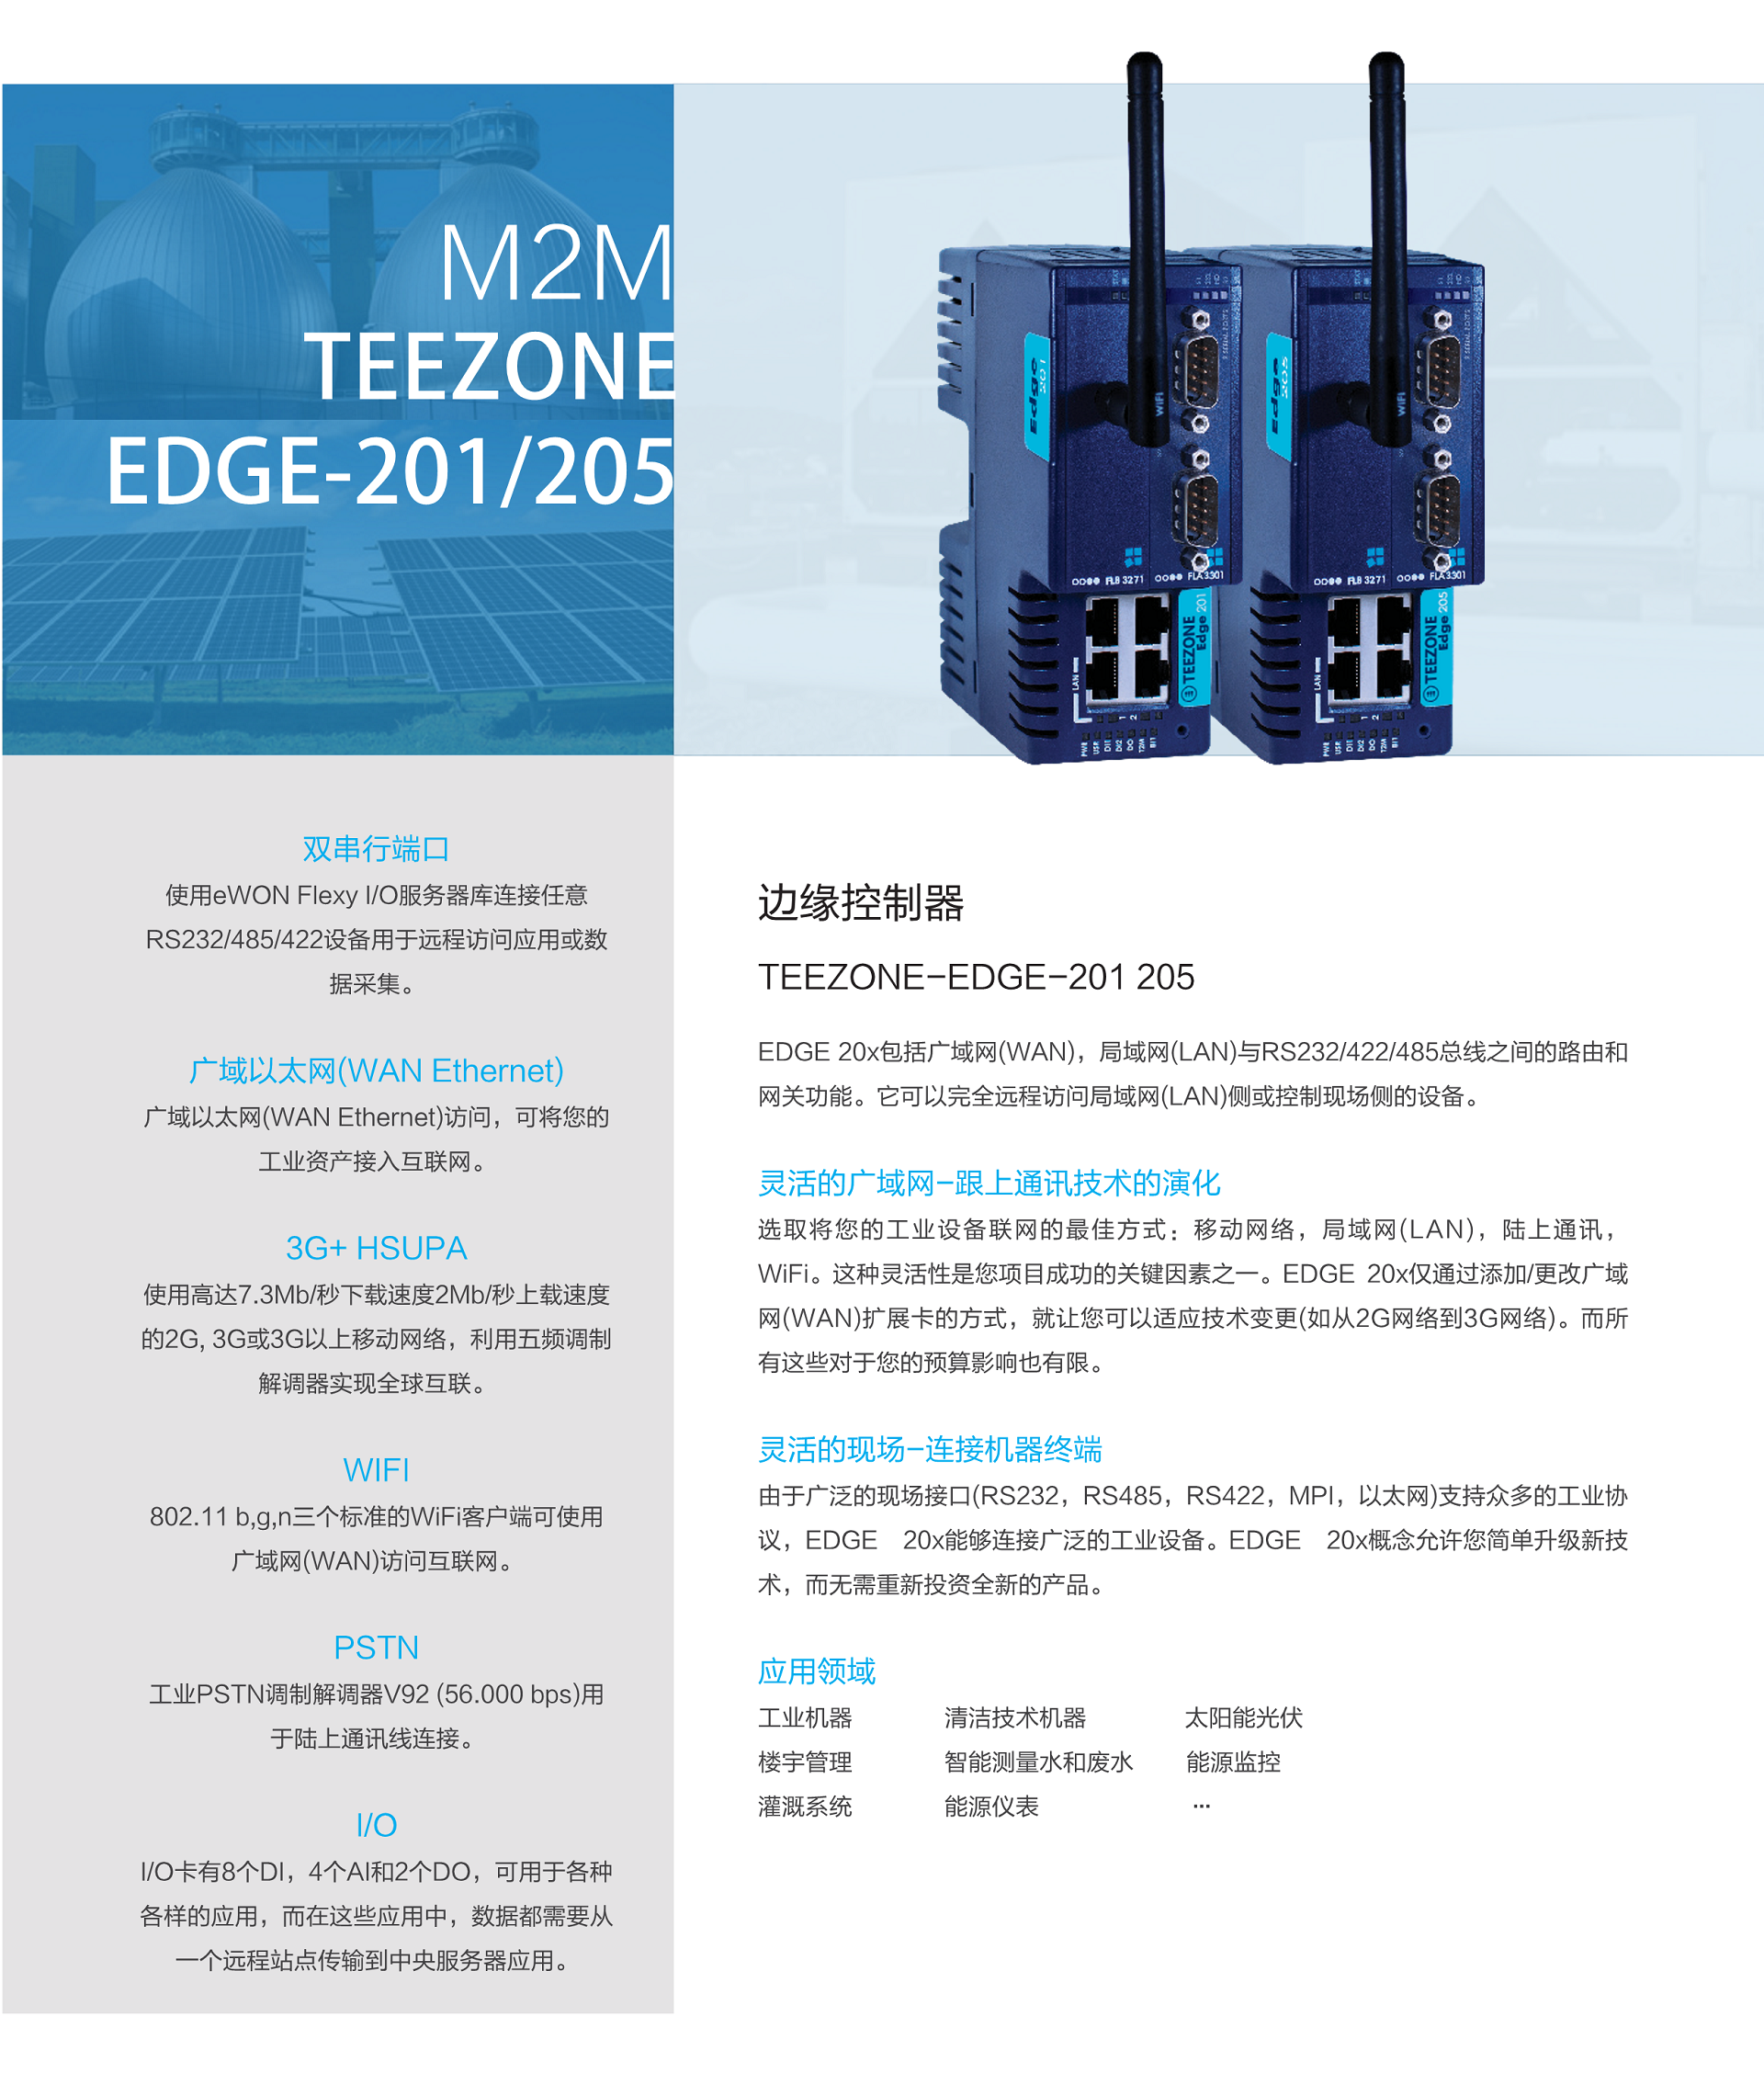 M2M
TEEZONE
EDGE-201/205
Edge
201
WiFi
FLB 3271
FLA 3301
TEEZONE
Edge 201
LAN
1 2
PWR
USR
DI1
DI2
DO
T2M
BI1
Edge
205
WiFi
FLB 3271
FLA 3301
TEEZONE
Edge 205
LAN
1 2
PWR
USR
DI1
DI2
DO
T2M
BI1
双串行端口
使用eWON Flexy I/O服务器库连接任意
RS232/485/422设备用于远程访问应用或数
据采集。
广域以太网(WAN Ethernet)
广域以太网(WAN Ethernet)访问，可将您的
工业资产接入互联网。
3G+ HSUPA
使用高达7.3Mb/秒下载速度2Mb/秒上载速度
的2G, 3G或3G以上移动网络，利用五频调制
解调器实现全球互联。
WIFI
802.11 b,g,n三个标准的WiFi客户端可使用
广域网(WAN)访问互联网。
PSTN
工业PSTN调制解调器V92 (56.000 bps)用
于陆上通讯线连接。
I/O
I/O卡有8个DI，4个AI和2个DO，可用于各种
各样的应用，而在这些应用中，数据都需要从
一个远程站点传输到中央服务器应用。
边缘控制器
TEEZONE-EDGE-201 205
EDGE 20x包括广域网(WAN)，局域网(LAN)与RS232/422/485总线之间的路由和
网关功能。它可以完全远程访问局域网(LAN)侧或控制现场侧的设备。
灵活的广域网-跟上通讯技术的演化
选取将您的工业设备联网的最佳方式：移动网络，局域网(LAN)，陆上通讯，
WiFi。这种灵活性是您项目成功的关键因素之一。EDGE 20x仅通过添加/更改广域
网(WAN)扩展卡的方式，就让您可以适应技术变更(如从2G网络到3G网络)。而所
有这些对于您的预算影响也有限。
灵活的现场-连接机器终端
由于广泛的现场接口(RS232，RS485，RS422，MPI，以太网)支持众多的工业协
议，EDGE 20x能够连接广泛的工业设备。EDGE 20x概念允许您简单升级新技
术，而无需重新投资全新的产品。
应用领域
工业机器 清洁技术机器 太阳能光伏
楼宇管理 智能测量水和废水 能源监控
灌溉系统 能源仪表 ···